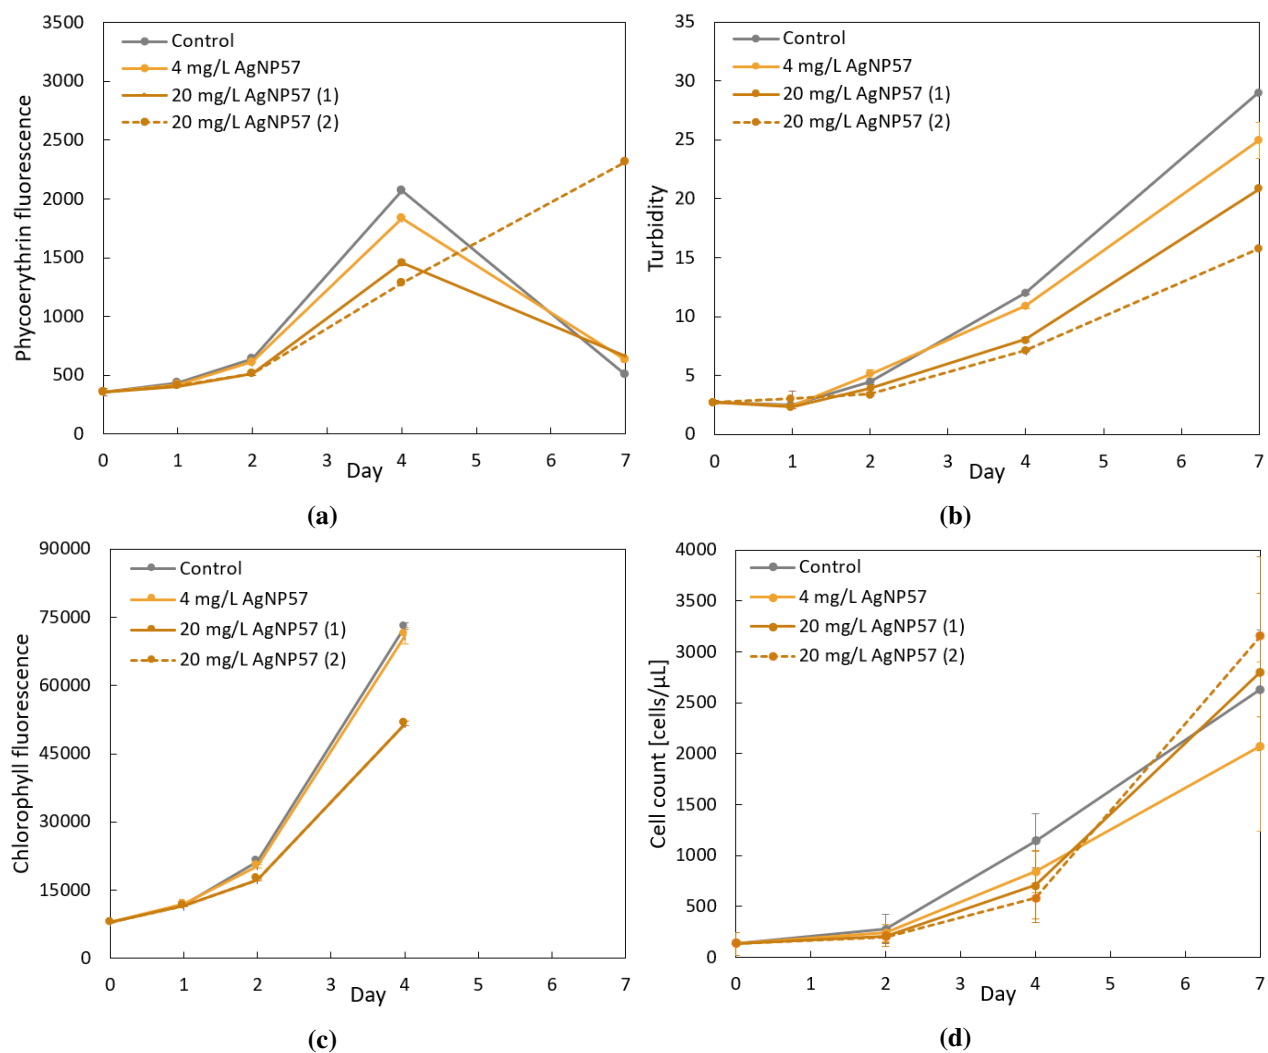 Phycoerythrin fluorescence
3500
3000
2500
2000
1500
1000
500
0
Control
4 mg/L AgNP57
20 mg/L AgNP57 (1)
20 mg/L AgNP57 (2)
0 1 2 3 4 5 6 7
Day
(a)
Turbidity
35
30
25
20
15
10
5
0
Control
4 mg/L AgNP57
20 mg/L AgNP57 (1)
20 mg/L AgNP57 (2)
0 1 2 3 4 5 6 7
Day
(b)
Chlorophyll fluorescence
90000
75000
60000
45000
30000
15000
0
Control
4 mg/L AgNP57
20 mg/L AgNP57 (1)
20 mg/L AgNP57 (2)
0 1 2 3 4 5 6 7
Day
(c)
Cell count [cells/µL]
4000
3500
3000
2500
2000
1500
1000
500
0
Control
4 mg/L AgNP57
20 mg/L AgNP57 (1)
20 mg/L AgNP57 (2)
0 1 2 3 4 5 6 7
Day
(d)